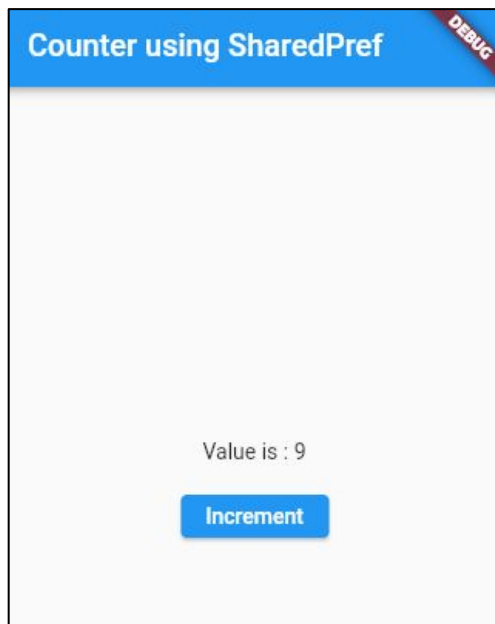 Counter using SharedPref
DEBUG
Value is : 9
Increment